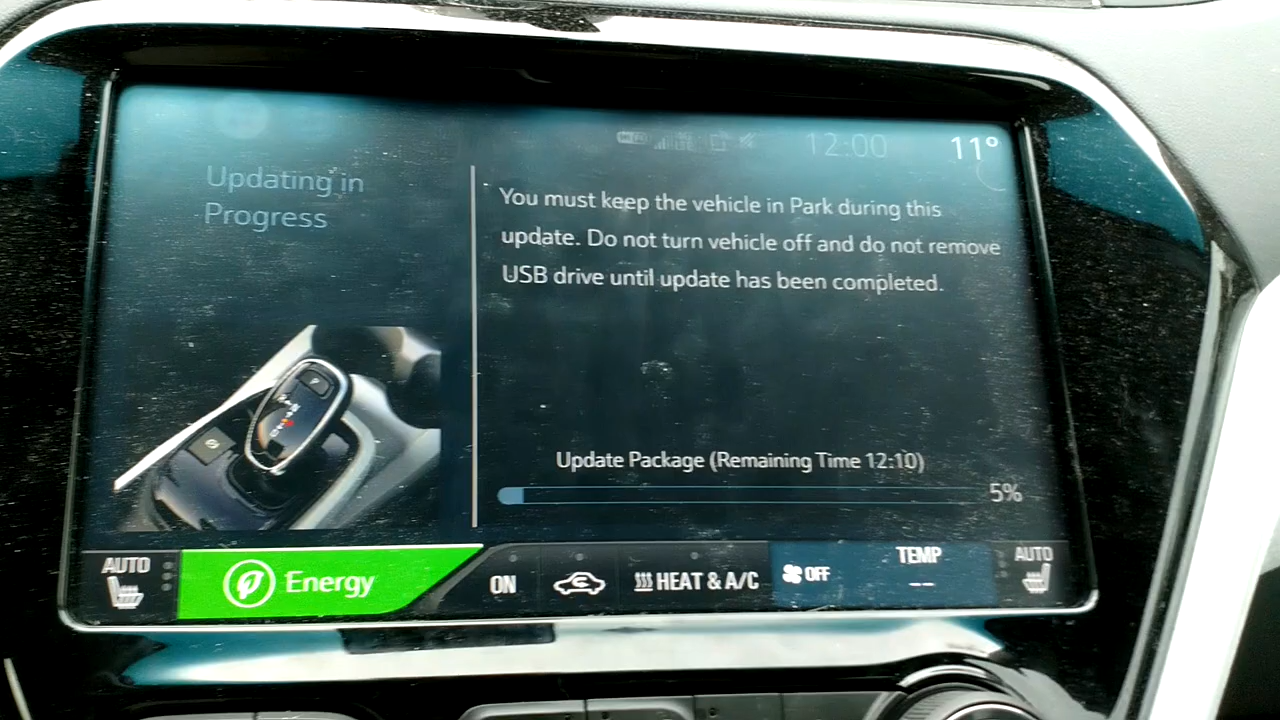 12:00 11°
Updating in
Progress
You must keep the vehicle in Park during this
update. Do not turn vehicle off and do not remove
USB drive until update has been completed.
Update Package (Remaining Time 12:10)
5%
AUTO
Energy
ON
HEAT & A/C
OFF
TEMP
--
AUTO